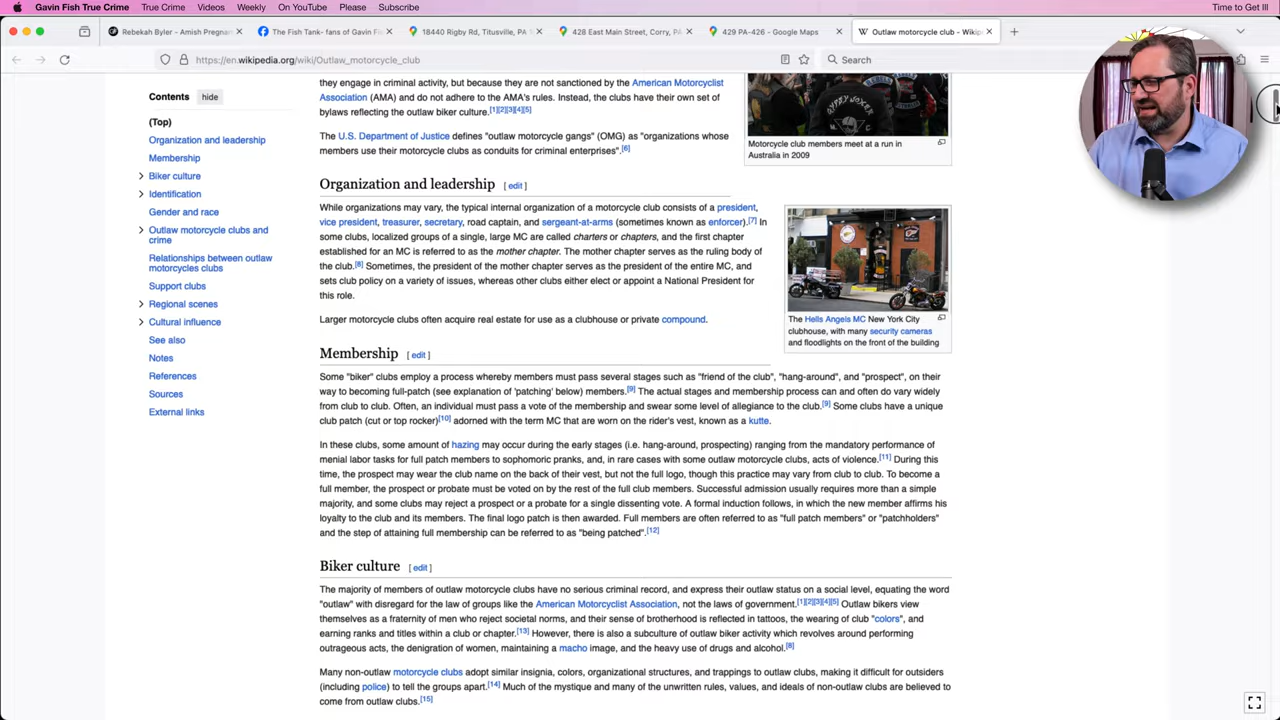 Gavin Fish True Crime True Crime Videos Weekly On YouTube Please Subscribe Time to Get Ill
Rebekah Byler - Amish Pregnan × The Fish Tank- fans of Gavin Fi × 18440 Rigby Rd, Titusville, PA × 428 East Main Street, Corry, PA × 429 PA-426 - Google Maps × W Outlaw motorcycle club - Wikip × +
https://en.wikipedia.org/wiki/Outlaw_motorcycle_club Search
Contents hide
(Top)
Organization and leadership
Membership
Biker culture
Identification
Gender and race
Outlaw motorcycle clubs and
crime
Relationships between outlaw
motorcycles clubs
Support clubs
Regional scenes
Cultural influence
See also
Notes
References
Sources
External links
they engage in criminal activity, but because they are not sanctioned by the American Motorcyclist
Association (AMA) and do not adhere to the AMA's rules. Instead, the clubs have their own set of
bylaws reflecting the outlaw biker culture.[1][2][3][4][5]
The U.S. Department of Justice defines "outlaw motorcycle gangs" (OMG) as "organizations whose
members use their motorcycle clubs as conduits for criminal enterprises".[6]
GYPSY JOKER
Motorcycle club members meet at a run in
Australia in 2009
Organization and leadership [ edit ]
While organizations may vary, the typical internal organization of a motorcycle club consists of a president,
vice president, treasurer, secretary, road captain, and sergeant-at-arms (sometimes known as enforcer).[7] In
some clubs, localized groups of a single, large MC are called charters or chapters, and the first chapter
established for an MC is referred to as the mother chapter. The mother chapter serves as the ruling body of
the club.[8] Sometimes, the president of the mother chapter serves as the president of the entire MC, and
sets club policy on a variety of issues, whereas other clubs either elect or appoint a National President for
this role.
Larger motorcycle clubs often acquire real estate for use as a clubhouse or private compound.
The Hells Angels MC New York City
clubhouse, with many security cameras
and floodlights on the front of the building
Membership [ edit ]
Some "biker" clubs employ a process whereby members must pass several stages such as "friend of the club", "hang-around", and "prospect", on their
way to becoming full-patch (see explanation of 'patching' below) members.[9] The actual stages and membership process can and often do vary widely
from club to club. Often, an individual must pass a vote of the membership and swear some level of allegiance to the club.[9] Some clubs have a unique
club patch (cut or top rocker)[10] adorned with the term MC that are worn on the rider's vest, known as a kutte.
In these clubs, some amount of hazing may occur during the early stages (i.e. hang-around, prospecting) ranging from the mandatory performance of
menial labor tasks for full patch members to sophomoric pranks, and, in rare cases with some outlaw motorcycle clubs, acts of violence.[11] During this
time, the prospect may wear the club name on the back of their vest, but not the full logo, though this practice may vary from club to club. To become a
full member, the prospect or probate must be voted on by the rest of the full club members. Successful admission usually requires more than a simple
majority, and some clubs may reject a prospect or a probate for a single dissenting vote. A formal induction follows, in which the new member affirms his
loyalty to the club and its members. The final logo patch is then awarded. Full members are often referred to as "full patch members" or "patchholders"
and the step of attaining full membership can be referred to as "being patched".[12]
Biker culture [ edit ]
The majority of members of outlaw motorcycle clubs have no serious criminal record, and express their outlaw status on a social level, equating the word
"outlaw" with disregard for the law of groups like the American Motorcyclist Association, not the laws of government.[1][2][3][4][5] Outlaw bikers view
themselves as a fraternity of men who reject societal norms, and their sense of brotherhood is reflected in tattoos, the wearing of club "colors", and
earning ranks and titles within a club or chapter.[13] However, there is also a subculture of outlaw biker activity which revolves around performing
outrageous acts, the denigration of women, maintaining a macho image, and the heavy use of drugs and alcohol.[8]
Many non-outlaw motorcycle clubs adopt similar insignia, colors, organizational structures, and trappings to outlaw clubs, making it difficult for outsiders
(including police) to tell the groups apart.[14] Much of the mystique and many of the unwritten rules, values, and ideals of non-outlaw clubs are believed to
come from outlaw clubs.[15]